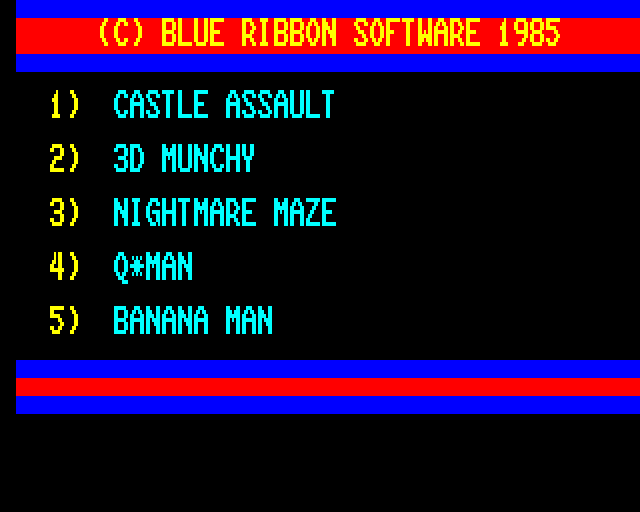 (C) BLUE RIBBON SOFTWARE 1985
1) CASTLE ASSAULT
2) 3D MUNCHY
3) NIGHTMARE MAZE
4) Q*MAN
5) BANANA MAN